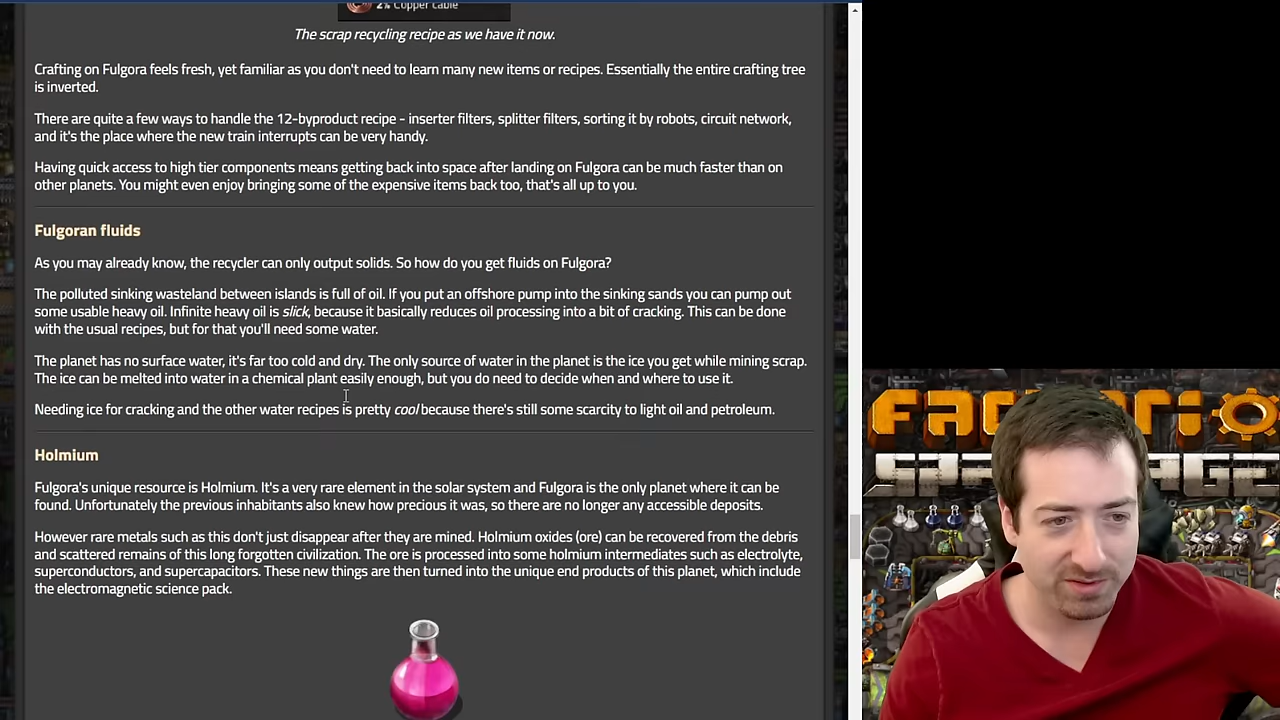 2% Copper cable
The scrap recycling recipe as we have it now.
Crafting on Fulgora feels fresh, yet familiar as you don't need to learn many new items or recipes. Essentially the entire crafting tree
is inverted.
There are quite a few ways to handle the 12-byproduct recipe - inserter filters, splitter filters, sorting it by robots, circuit network,
and it's the place where the new train interrupts can be very handy.
Having quick access to high tier components means getting back into space after landing on Fulgora can be much faster than on
other planets. You might even enjoy bringing some of the expensive items back too, that's all up to you.
Fulgoran fluids
As you may already know, the recycler can only output solids. So how do you get fluids on Fulgora?
The polluted sinking wasteland between islands is full of oil. If you put an offshore pump into the sinking sands you can pump out
some usable heavy oil. Infinite heavy oil is slick, because it basically reduces oil processing into a bit of cracking. This can be done
with the usual recipes, but for that you'll need some water.
The planet has no surface water, it's far too cold and dry. The only source of water in the planet is the ice you get while mining scrap.
The ice can be melted into water in a chemical plant easily enough, but you do need to decide when and where to use it.
Needing ice for cracking and the other water recipes is pretty cool because there's still some scarcity to light oil and petroleum.
Holmium
Fulgora's unique resource is Holmium. It's a very rare element in the solar system and Fulgora is the only planet where it can be
found. Unfortunately the previous inhabitants also knew how precious it was, so there are no longer any accessible deposits.
However rare metals such as this don't just disappear after they are mined. Holmium oxides (ore) can be recovered from the debris
and scattered remains of this long forgotten civilization. The ore is processed into some holmium intermediates such as electrolyte,
superconductors, and supercapacitors. These new things are then turned into the unique end products of this planet, which include
the electromagnetic science pack.